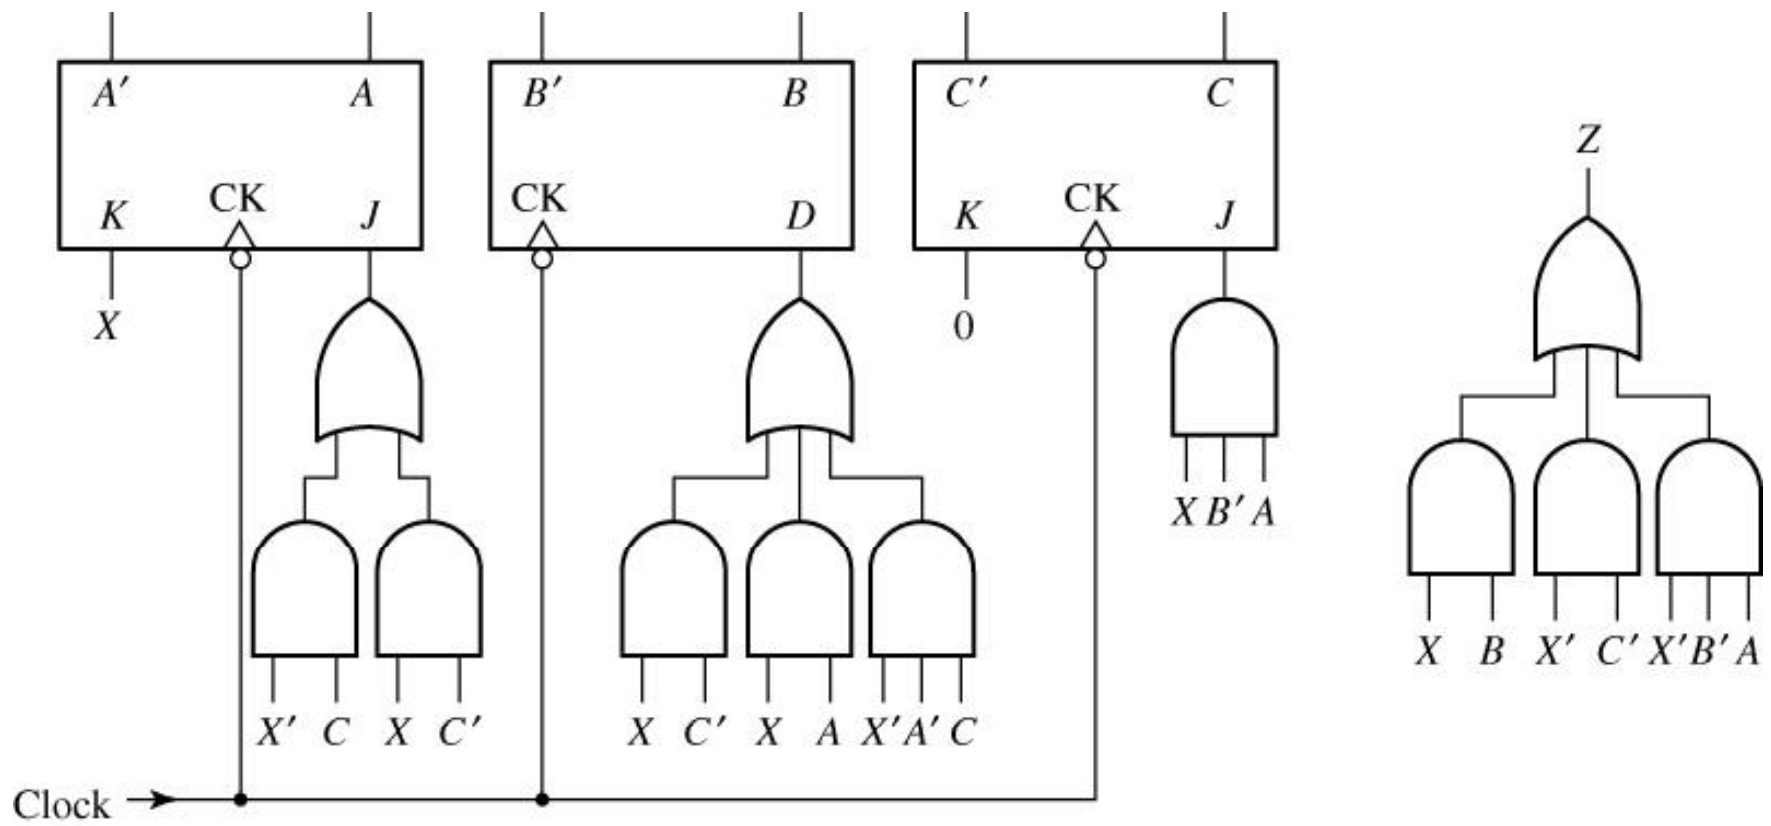 Z
A′ A B′ B C′ C
K CK J CK D K CK J
X 0
X B′ A
X B X′ C′ X′ B′ A
X′ C X C′ X C′ X A X′ A′ C
Clock